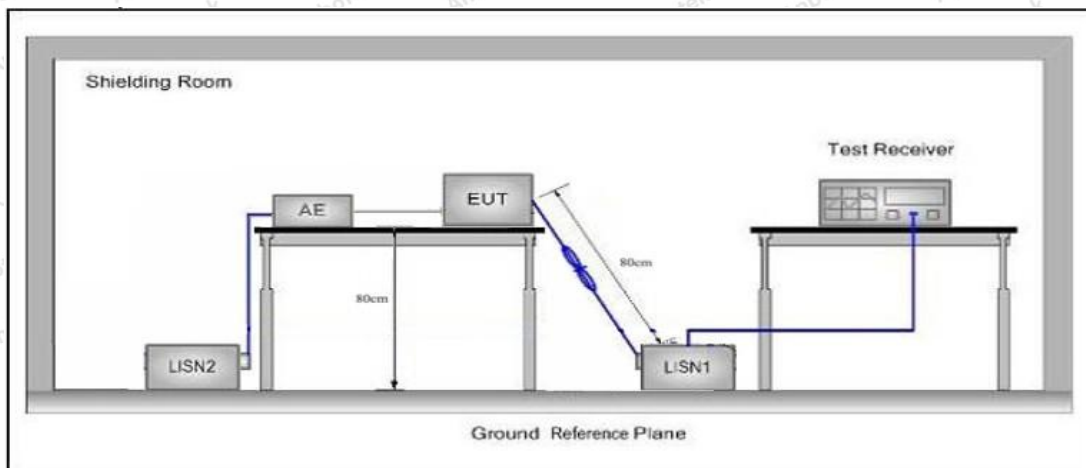 Shielding Room
Test Receiver
AE
EUT
80cm
80cm
LISN2
LISN1
Ground Reference Plane